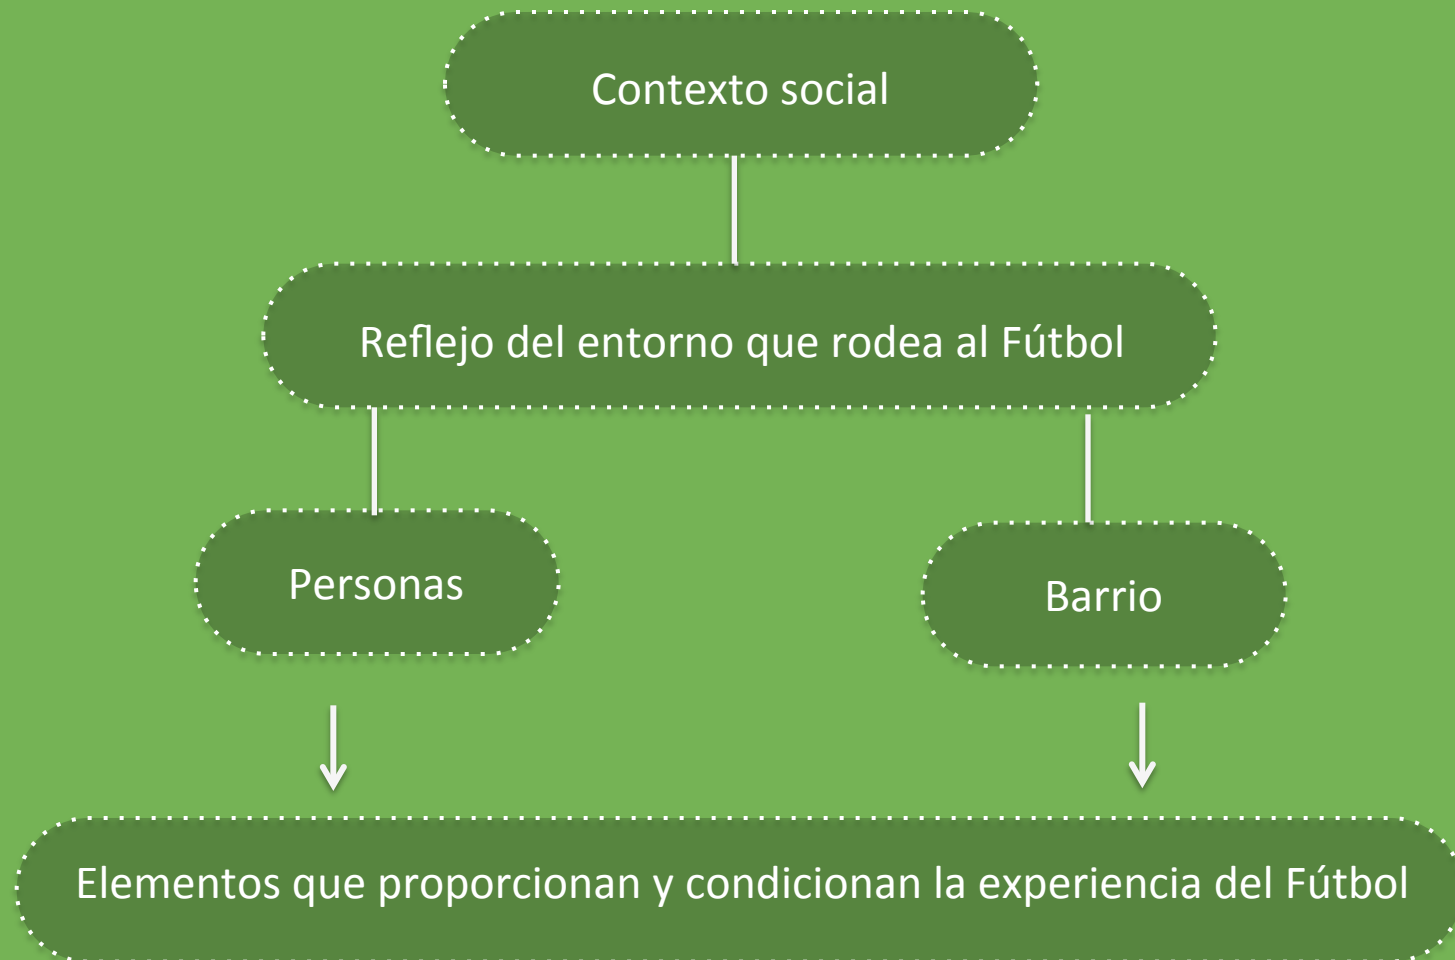 Contexto social
Reflejo del entorno que rodea al Fútbol
Personas
Barrio
Elementos que proporcionan y condicionan la experiencia del Fútbol